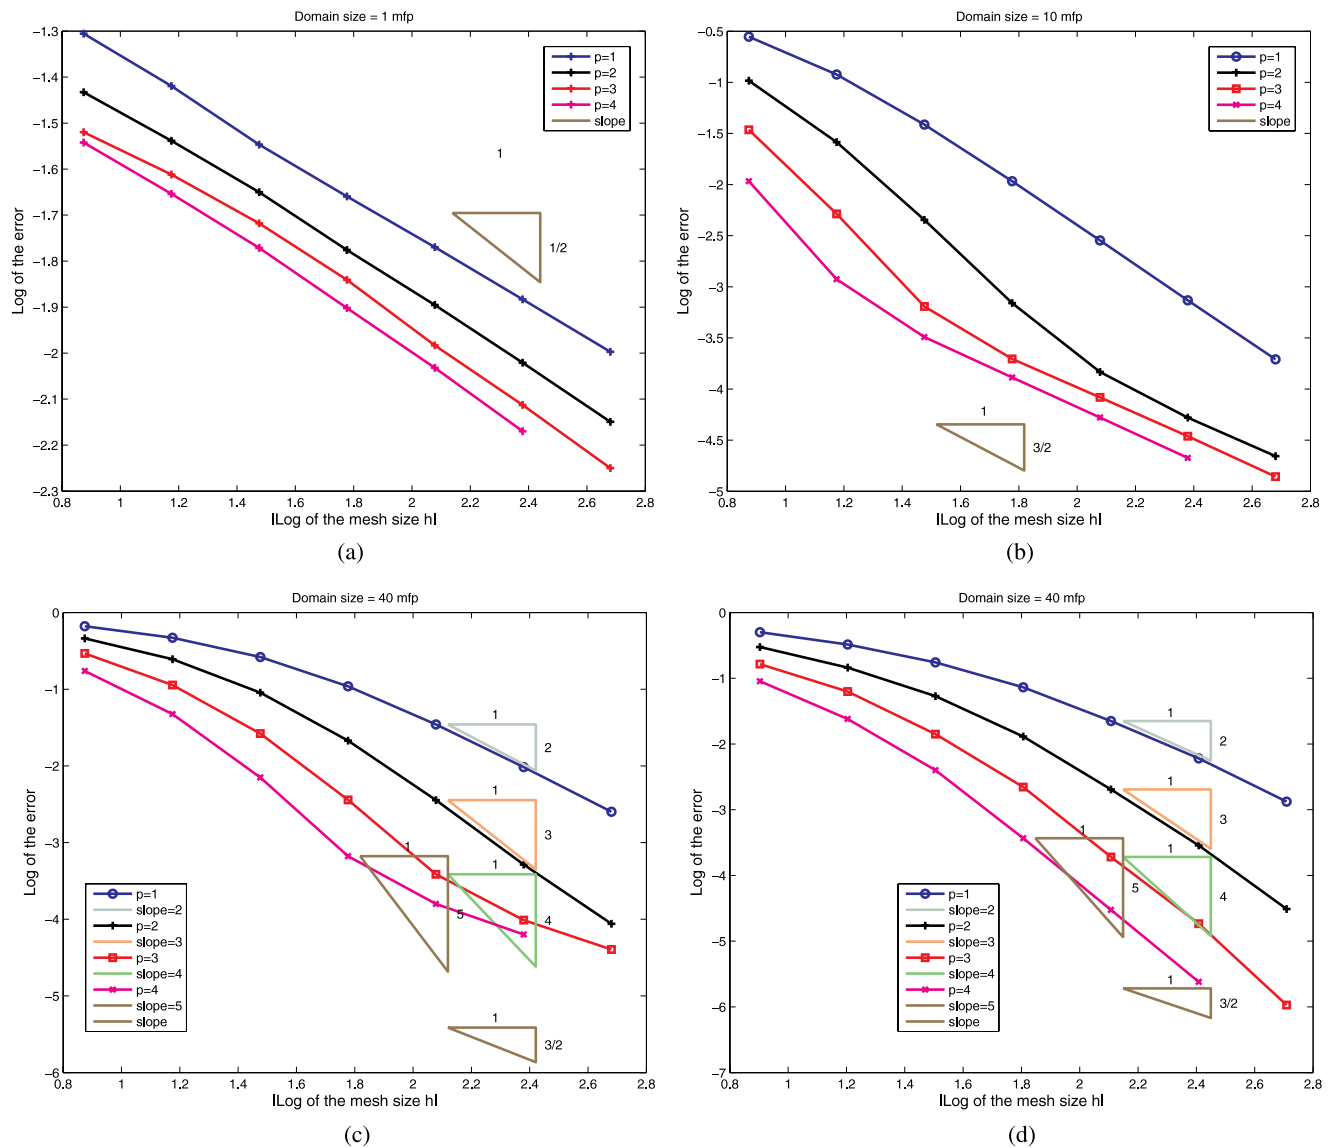 Domain size = 1 mfp
−1.3
−1.4
−1.5
−1.6
−1.7
−1.8
−1.9
−2
−2.1
−2.2
−2.3
Log of the error
p=1
p=2
p=3
p=4
slope
1
1/2
0.8
1
1.2
1.4
1.6
1.8
2
2.2
2.4
2.6
2.8
|Log of the mesh size h|
(a)
Domain size = 10 mfp
−0.5
−1
−1.5
−2
−2.5
−3
−3.5
−4
−4.5
−5
Log of the error
p=1
p=2
p=3
p=4
slope
1
3/2
0.8
1
1.2
1.4
1.6
1.8
2
2.2
2.4
2.6
2.8
|Log of the mesh size h|
(b)
Domain size = 40 mfp
0
−1
−2
−3
−4
−5
−6
Log of the error
1
2
1
3
1
5
1
4
1
3/2
p=1
slope=2
p=2
slope=3
p=3
slope=4
p=4
slope=5
slope
0.8
1
1.2
1.4
1.6
1.8
2
2.2
2.4
2.6
2.8
|Log of the mesh size h|
(c)
Domain size = 40 mfp
0
−1
−2
−3
−4
−5
−6
−7
Log of the error
1
2
1
3
1
5
1
4
1
3/2
p=1
slope=2
p=2
slope=3
p=3
slope=4
p=4
slope=5
slope
0.8
1
1.2
1.4
1.6
1.8
2
2.2
2.4
2.6
2.8
|Log of the mesh size h|
(d)